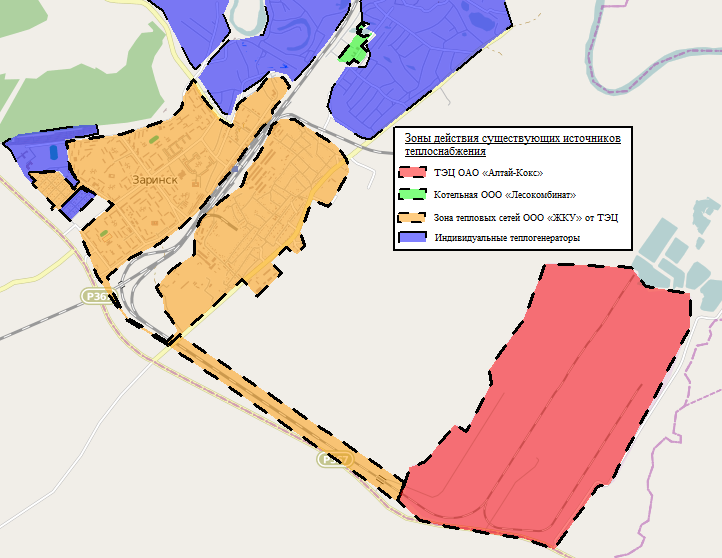 Зоны действия существующих источников
теплоснабжения
ТЭЦ ОАО «Алтай-Кокс»
Котельная ООО «Лесокомбинат»
Заринск
Зона тепловых сетей ООО «ЖКУ» от ТЭЦ
Индивидуальные теплогенераторы